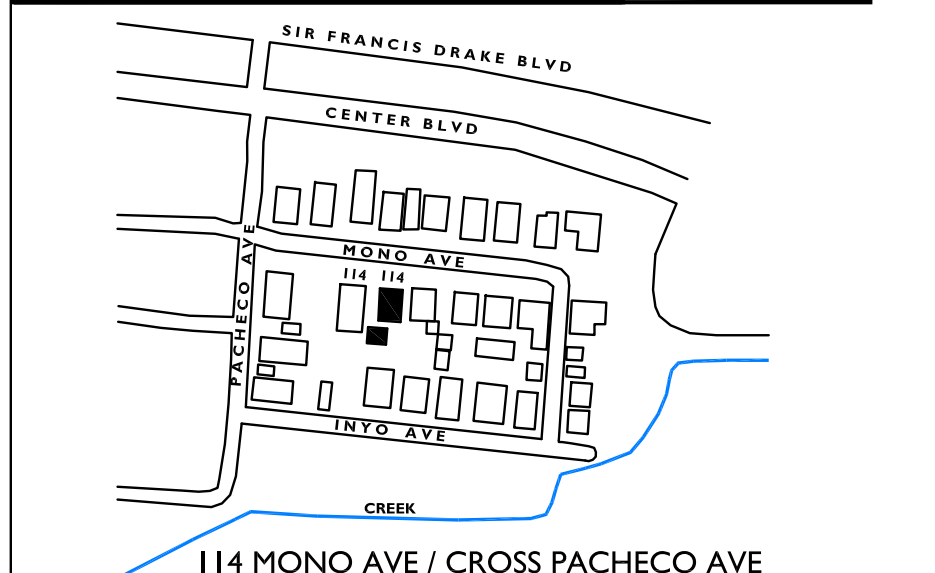 SIR FRANCIS DRAKE BLVD
CENTER BLVD
MONO AVE
114 114
PACHECO AVE
INYO AVE
CREEK
114 MONO AVE / CROSS PACHECO AVE